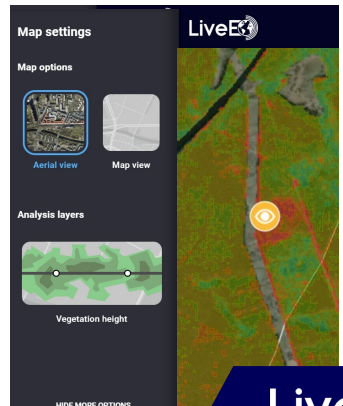 Map settings
LiveEO
Map options
Aerial view
Map view
Analysis layers
Vegetation height
HIDE MORE OPTIONS
Live